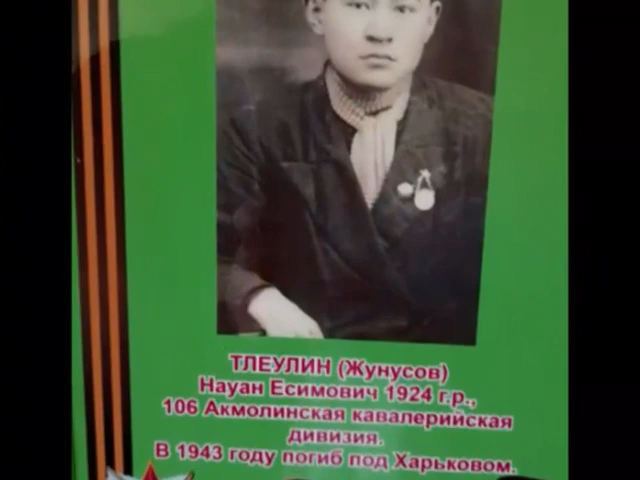 ТЛЕУЛИН (Жунусов)
Науан Есимович 1924 г.р.,
106 Акмолинская кавалерийская
дивизия.
В 1943 году погиб под Харьковом.